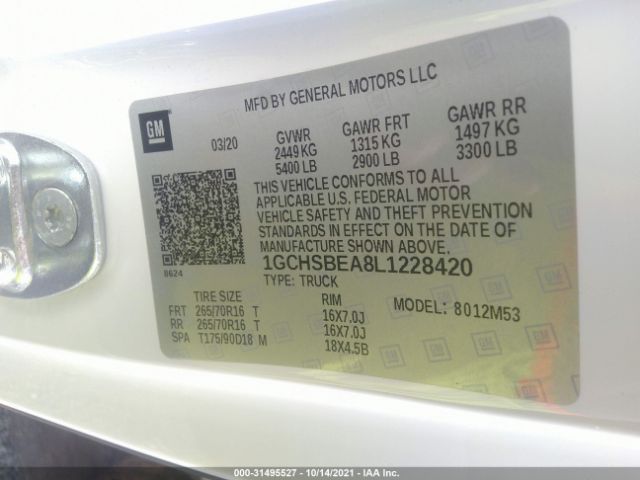 MFD BY GENERAL MOTORS LLC
GM
03/20 GVWR GAWR FRT GAWR RR
2449 KG 1315 KG 1497 KG
5400 LB 2900 LB 3300 LB
THIS VEHICLE CONFORMS TO ALL
APPLICABLE U.S. FEDERAL MOTOR
VEHICLE SAFETY AND THEFT PREVENTION
STANDARDS IN EFFECT ON THE DATE OF
MANUFACTURE SHOWN ABOVE.
8624
1GCHSBEA8L1228420
TYPE: TRUCK
TIRE SIZE RIM MODEL: 8012M53
FRT 265/70R16 T 16X7.0J
RR 265/70R16 T 16X7.0J
SPA T175/90D18 M 18X4.5B
000-31495527 - 10/14/2021 - IAA Inc.